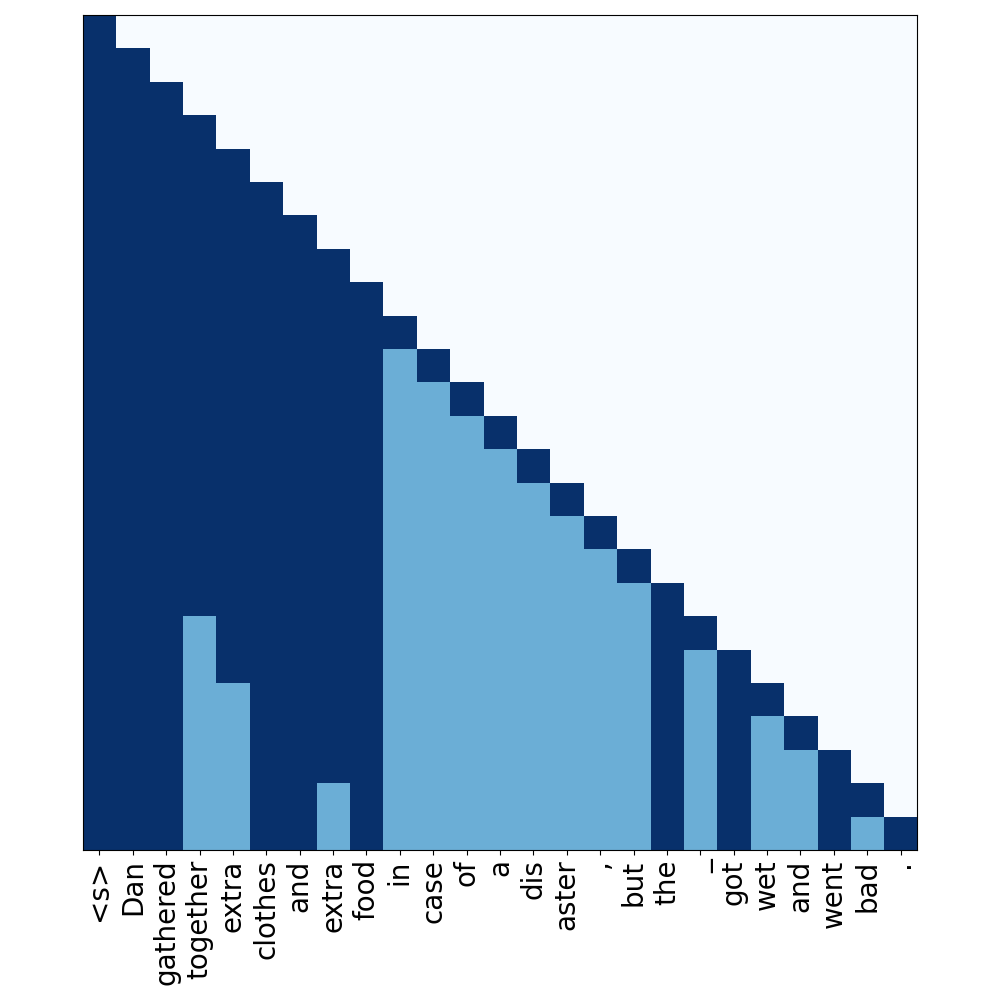 <s> Dan gathered together extra clothes and extra food in case of a dis aster , but the _ got wet and went bad .